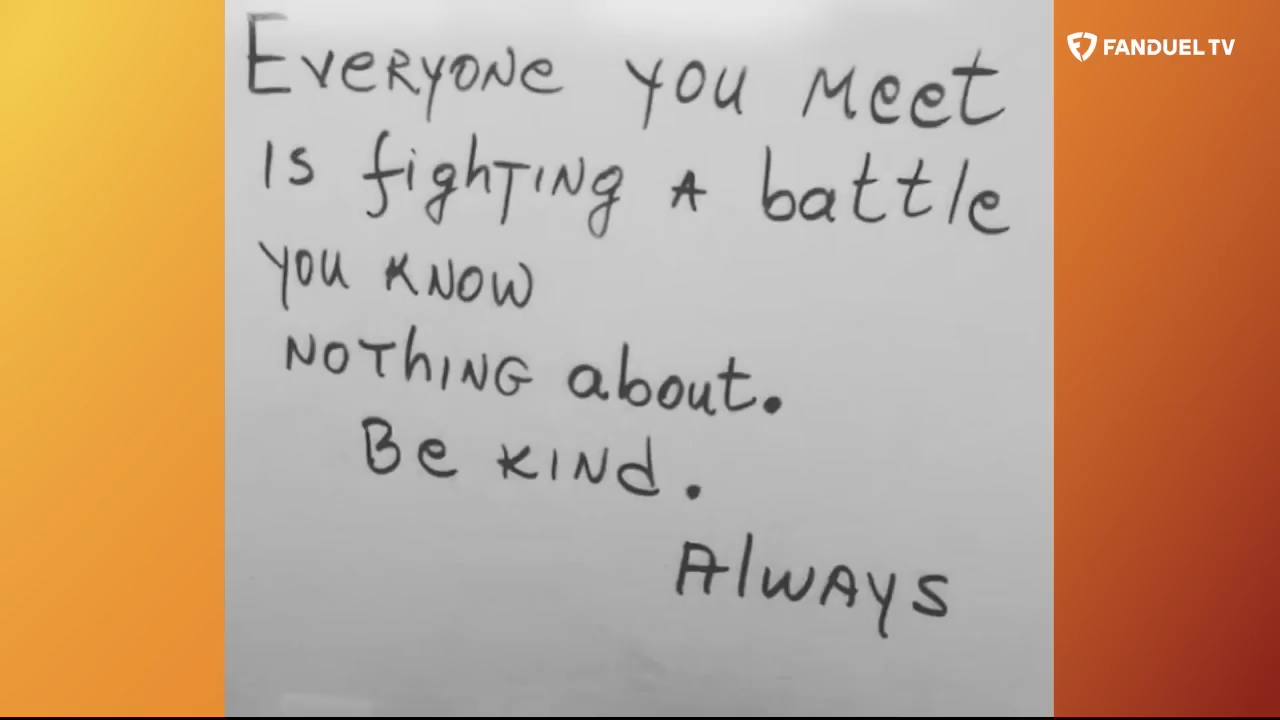 FANDUEL TV
Everyone you meet
is fighting a battle
you know
nothing about.
Be kind.
Always